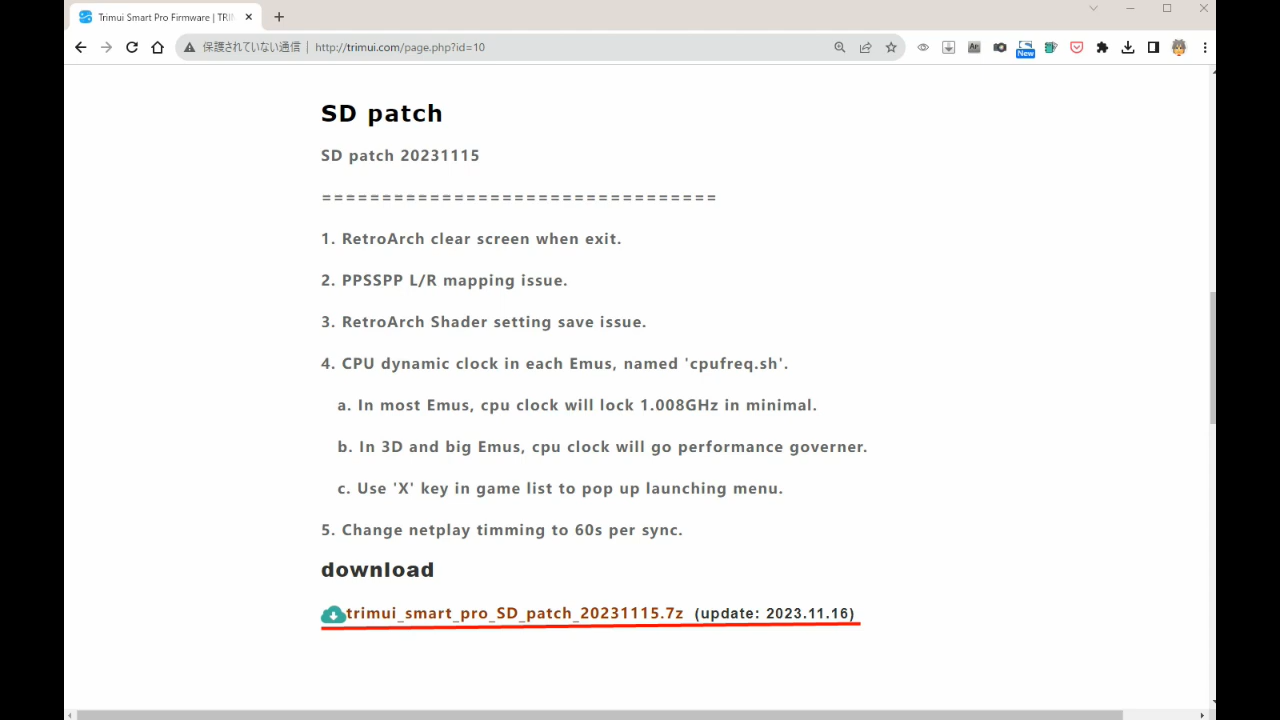 Trimui Smart Pro Firmware | TRI
保護されていない通信 | http://trimui.com/page.php?id=10
New
SD patch
SD patch 20231115
=================================
1. RetroArch clear screen when exit.
2. PPSSPP L/R mapping issue.
3. RetroArch Shader setting save issue.
4. CPU dynamic clock in each Emus, named 'cpufreq.sh'.
a. In most Emus, cpu clock will lock 1.008GHz in minimal.
b. In 3D and big Emus, cpu clock will go performance governer.
c. Use 'X' key in game list to pop up launching menu.
5. Change netplay timming to 60s per sync.
download
trimui_smart_pro_SD_patch_20231115.7z (update: 2023.11.16)